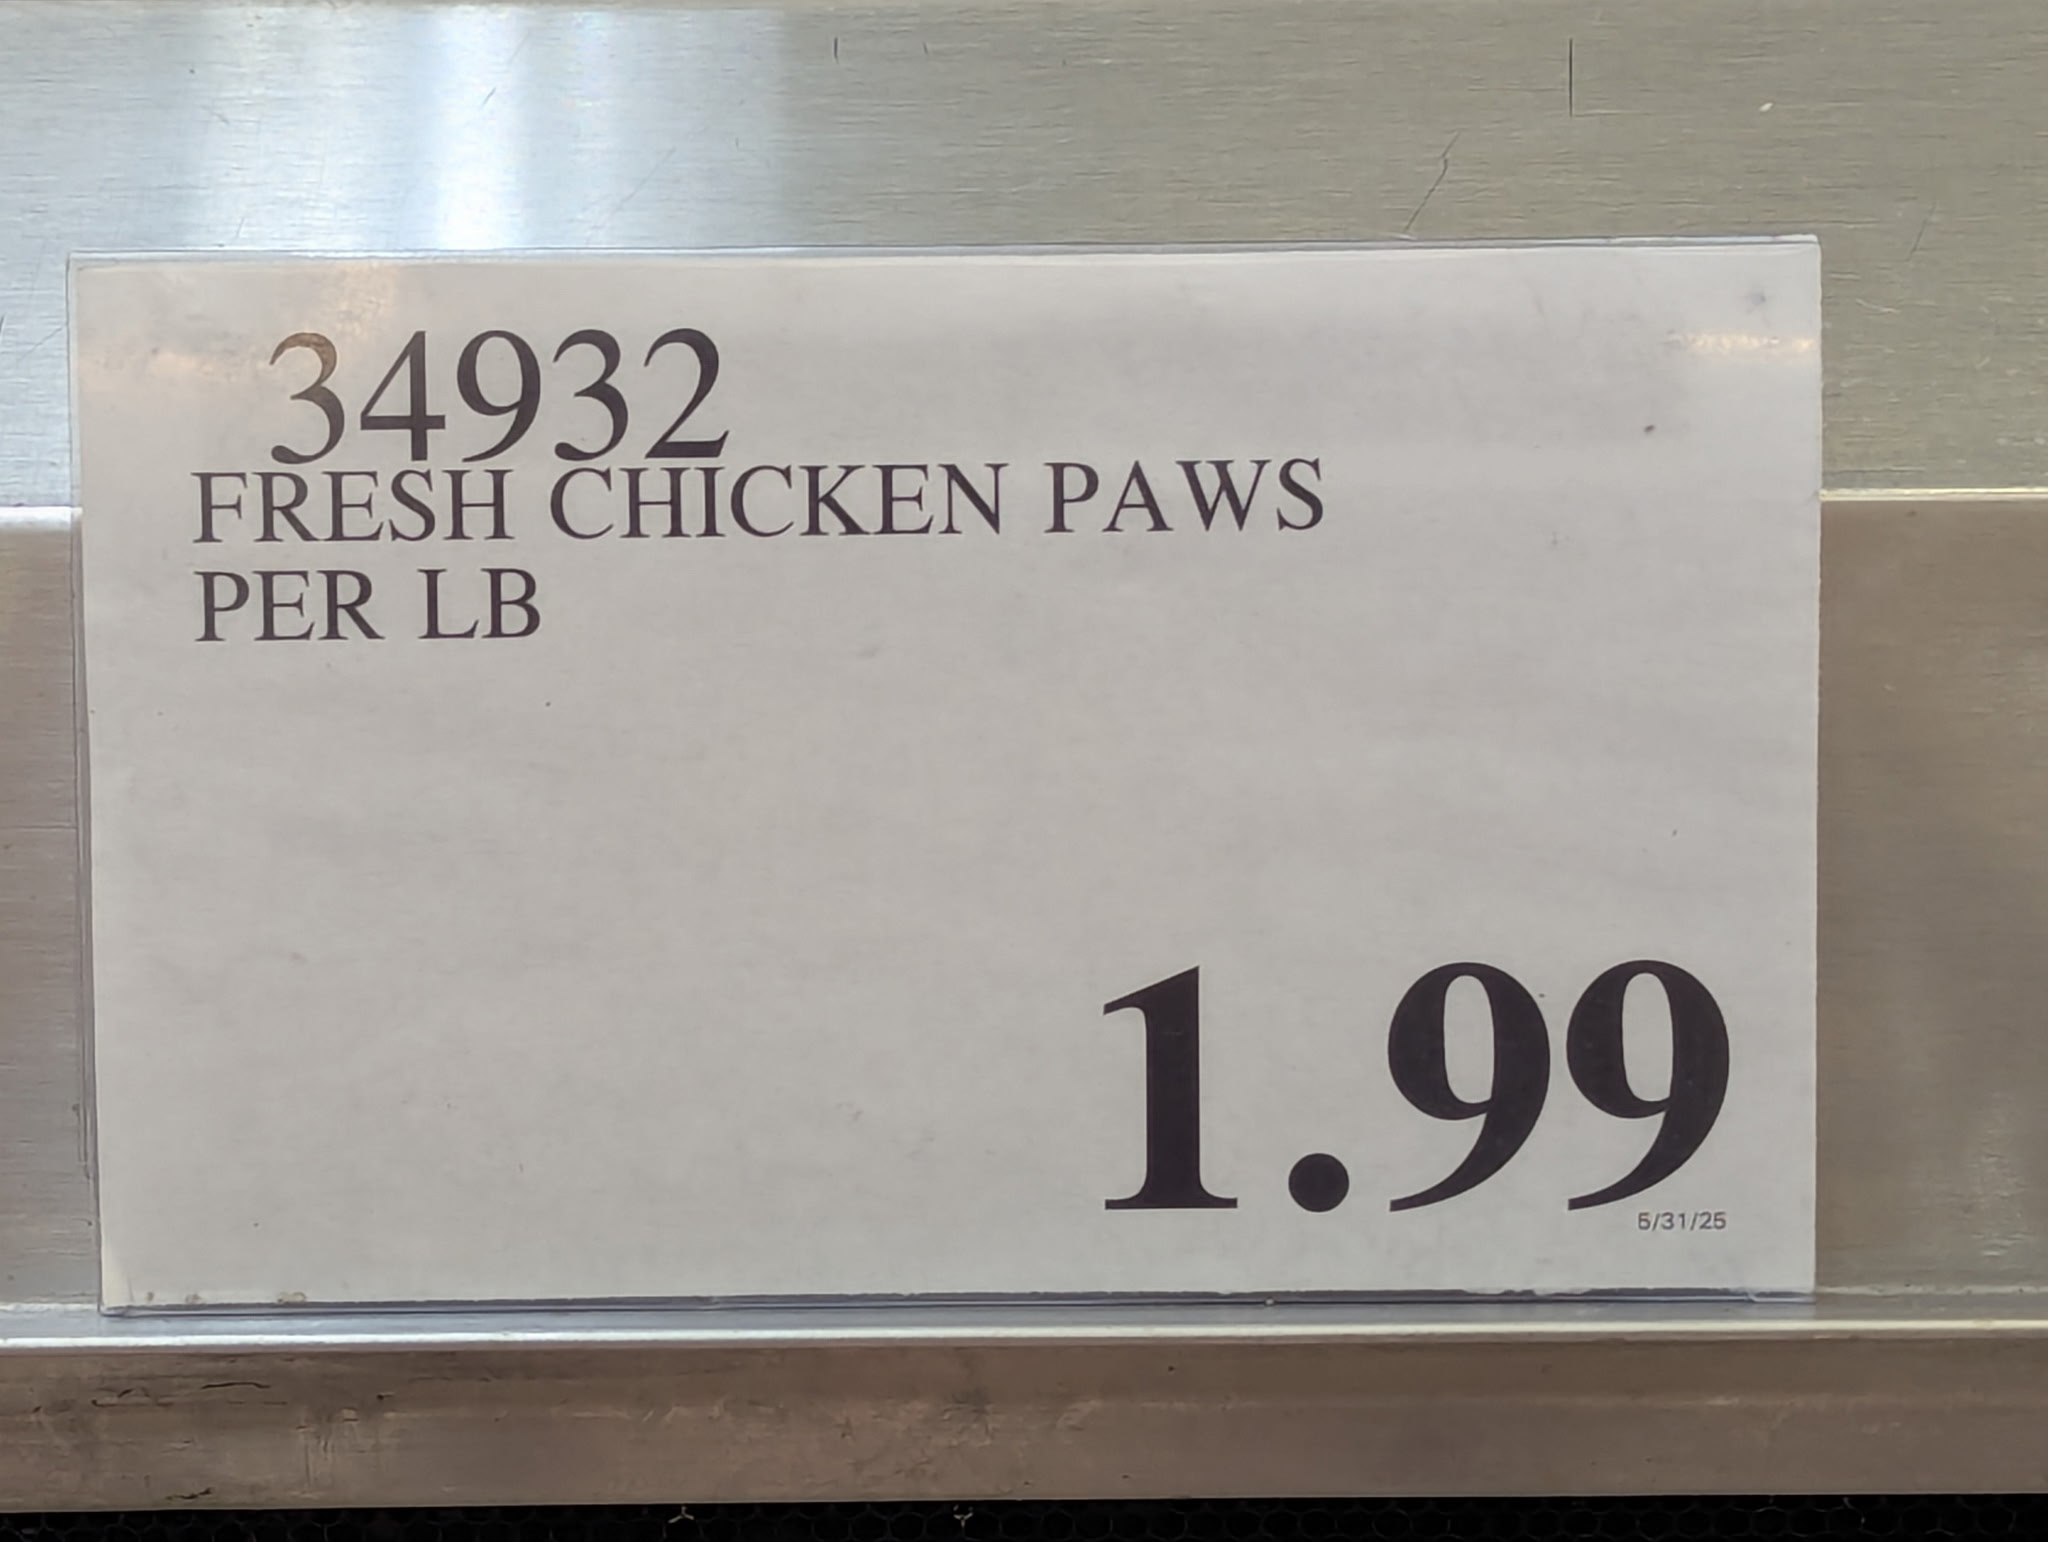 34932
FRESH CHICKEN PAWS
PER LB
1.99
5/31/25